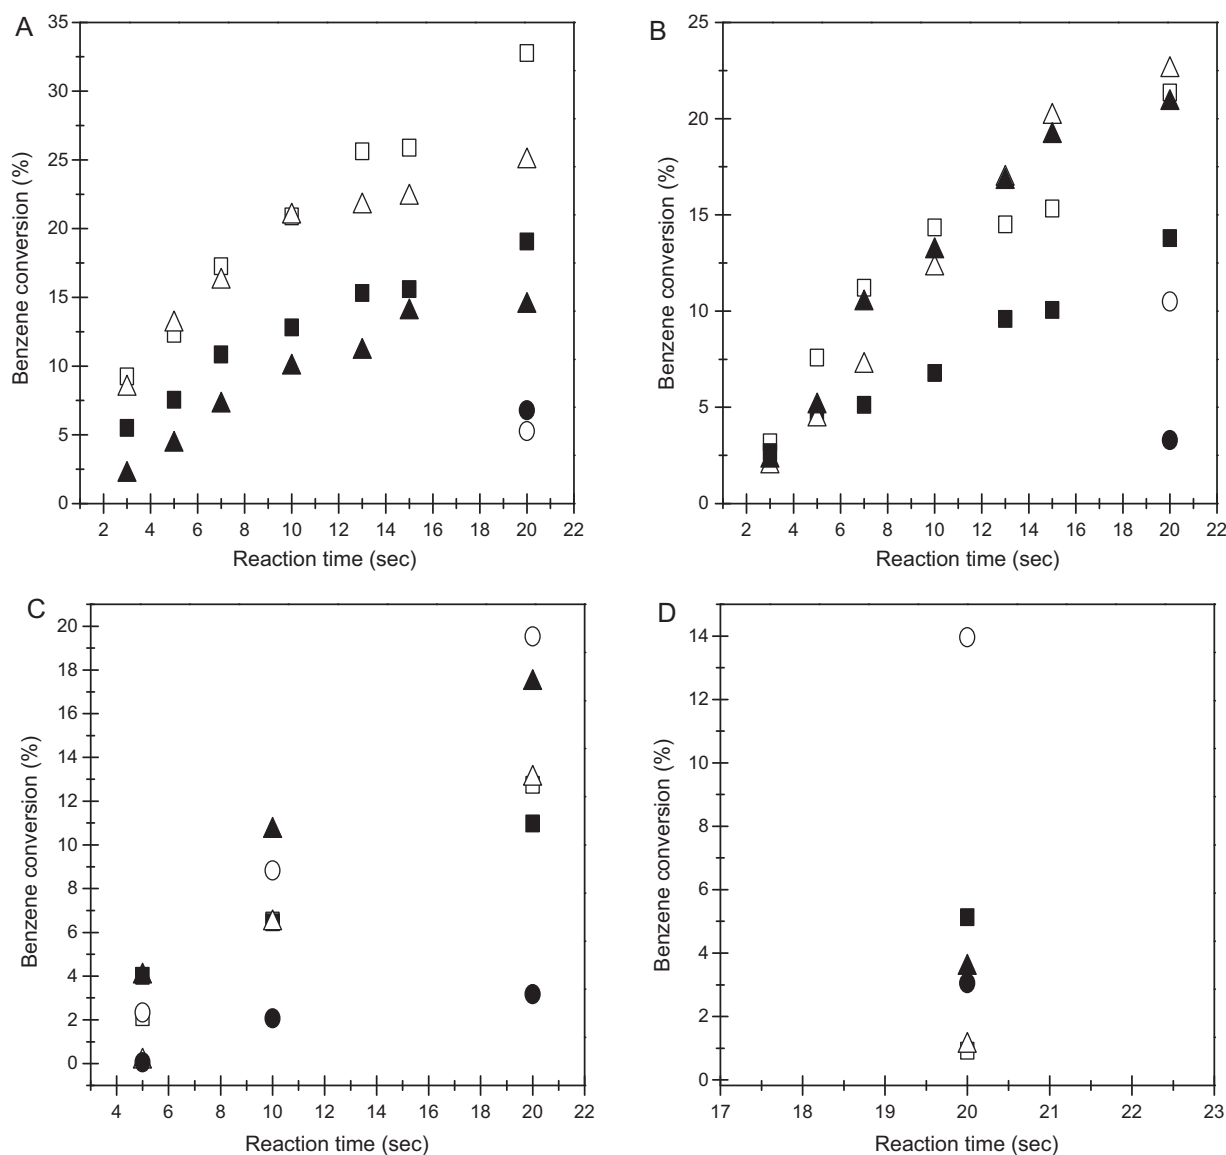 A
35
30
25
20
15
10
5
0
Benzene conversion (%)
2 4 6 8 10 12 14 16 18 20 22
Reaction time (sec)
B
25
20
15
10
5
0
Benzene conversion (%)
2 4 6 8 10 12 14 16 18 20 22
Reaction time (sec)
C
20
18
16
14
12
10
8
6
4
2
0
Benzene conversion (%)
4 6 8 10 12 14 16 18 20 22
Reaction time (sec)
D
14
12
10
8
6
4
2
0
Benzene conversion (%)
17 18 19 20 21 22 23
Reaction time (sec)